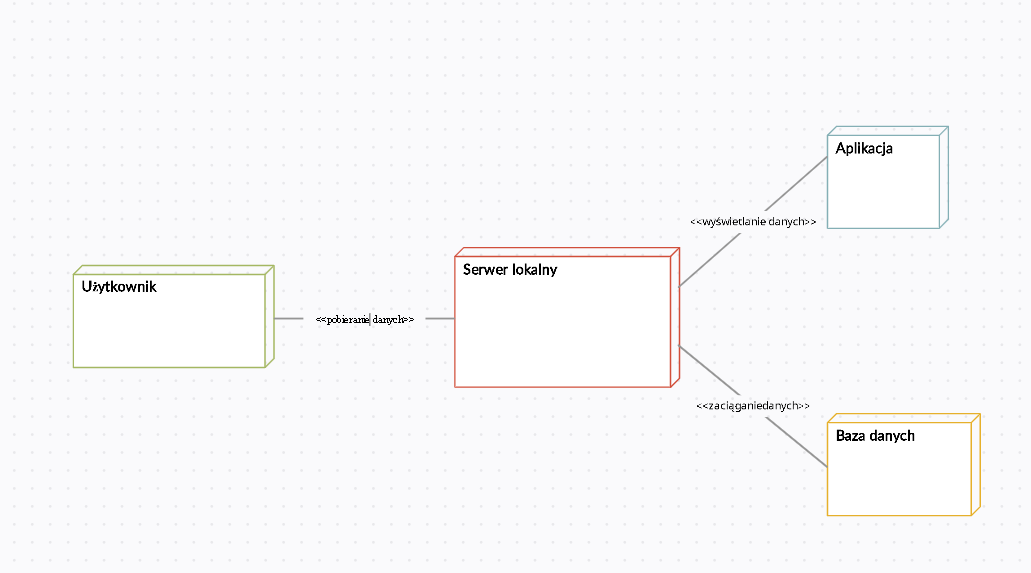 Aplikacja
<<wyświetlanie danych>>
Serwer lokalny
Użytkownik
<<pobieranie danych>>
<<zaciąganiedanych>>
Baza danych